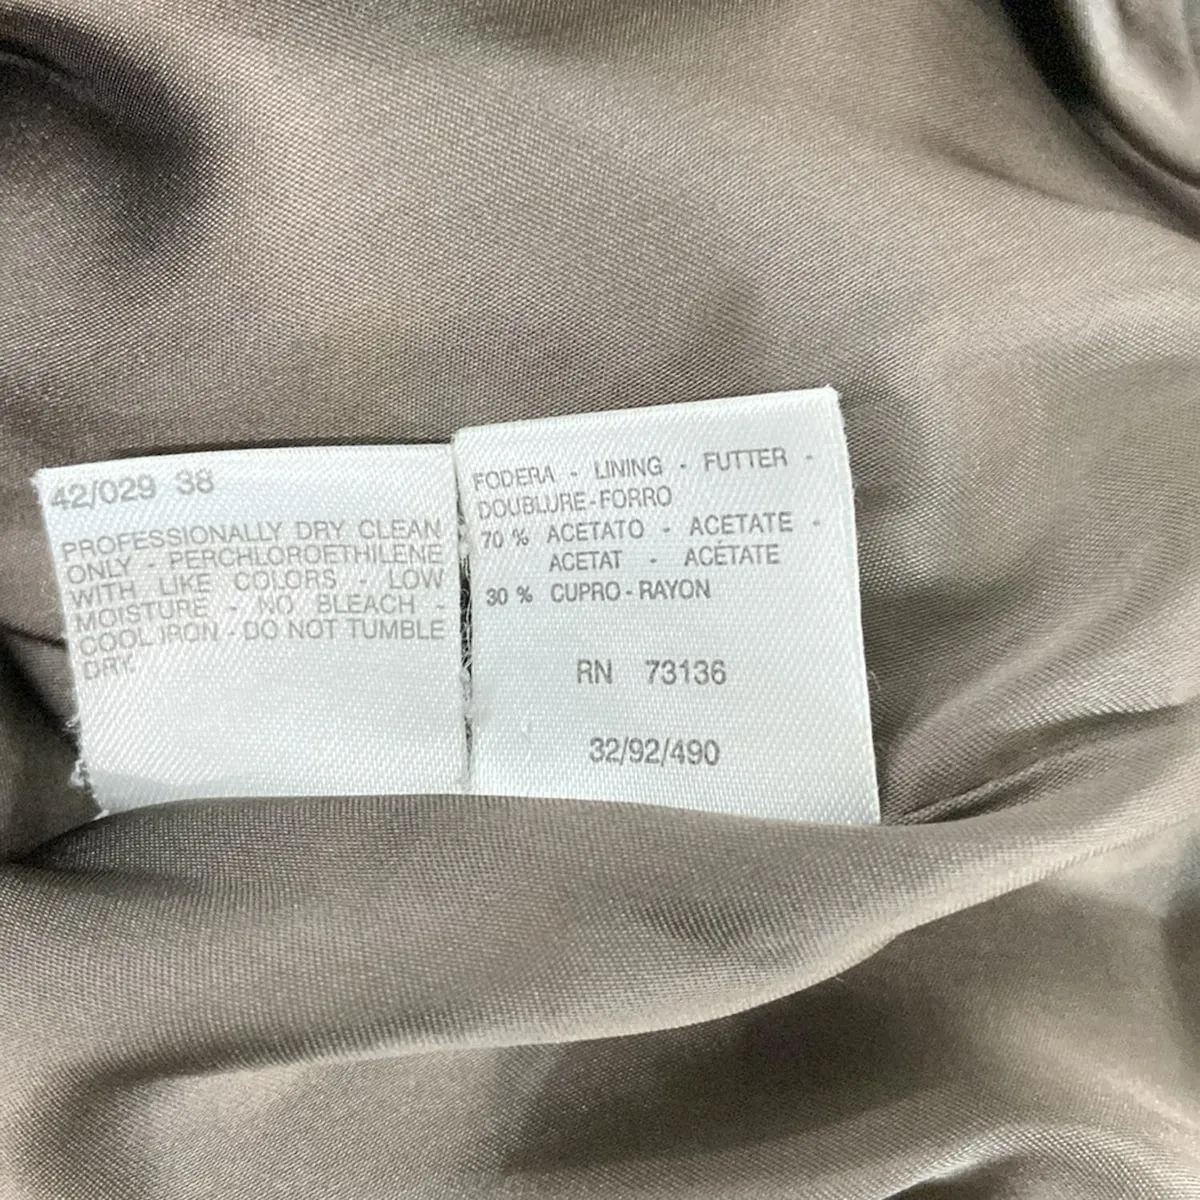 42/029 38
PROFESSIONALLY DRY CLEAN
ONLY - PERCHLOROETHILENE
WITH LIKE COLORS - LOW
MOISTURE - NO BLEACH -
COOL IRON - DO NOT TUMBLE
DRY.
FODERA - LINING - FUTTER -
DOUBLURE-FORRO
70 % ACETATO - ACETATE -
ACETAT - ACÉTATE
30 % CUPRO - RAYON
RN 73136
32/92/490